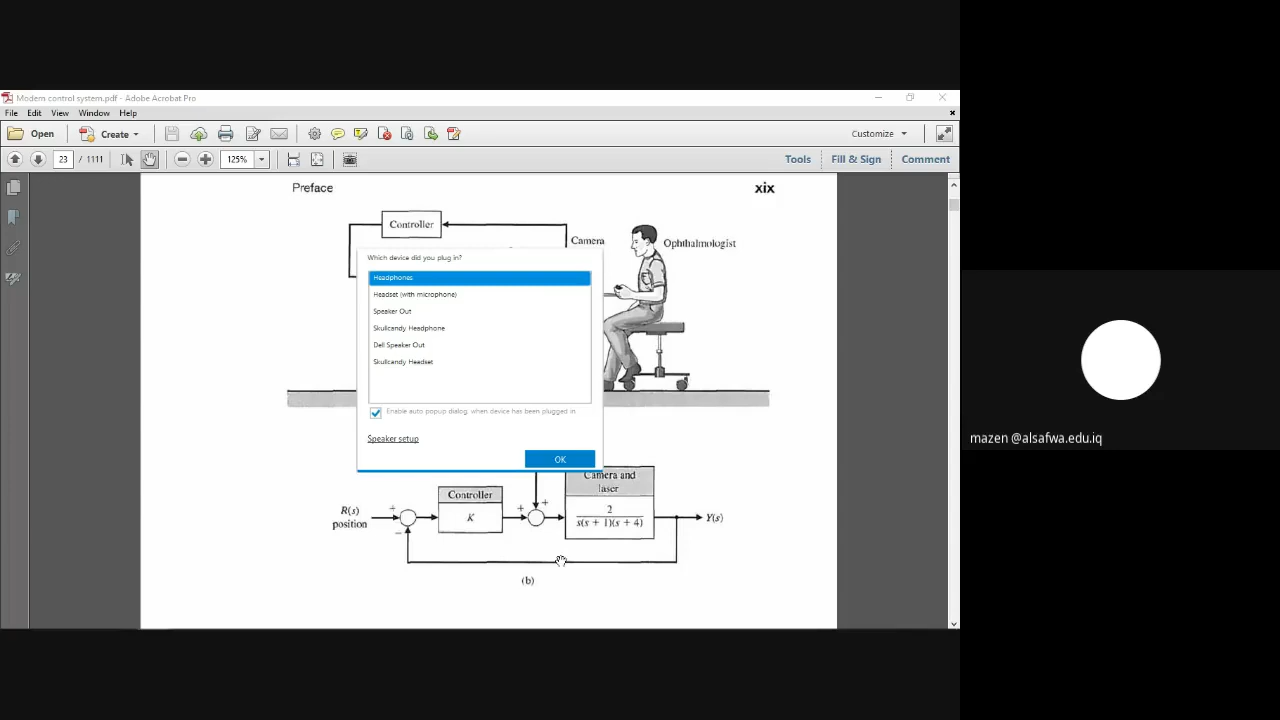 Modern control system.pdf - Adobe Acrobat Pro
File Edit View Window Help
Open Create Customize
23 / 1111 125% Tools Fill & Sign Comment
Preface xix
Controller
Camera
Ophthalmologist
Which device did you plug in?
Headphones
Headset (with microphone)
Speaker Out
Skullcandy Headphone
Dell Speaker Out
Skullcandy Headset
Enable auto popup dialog, when device has been plugged in
Speaker setup
OK
Camera and
laser
Controller
R(s)
position
+
−
K
+
+
2
s(s + 1)(s + 4)
Y(s)
(b)
mazen @alsafwa.edu.iq